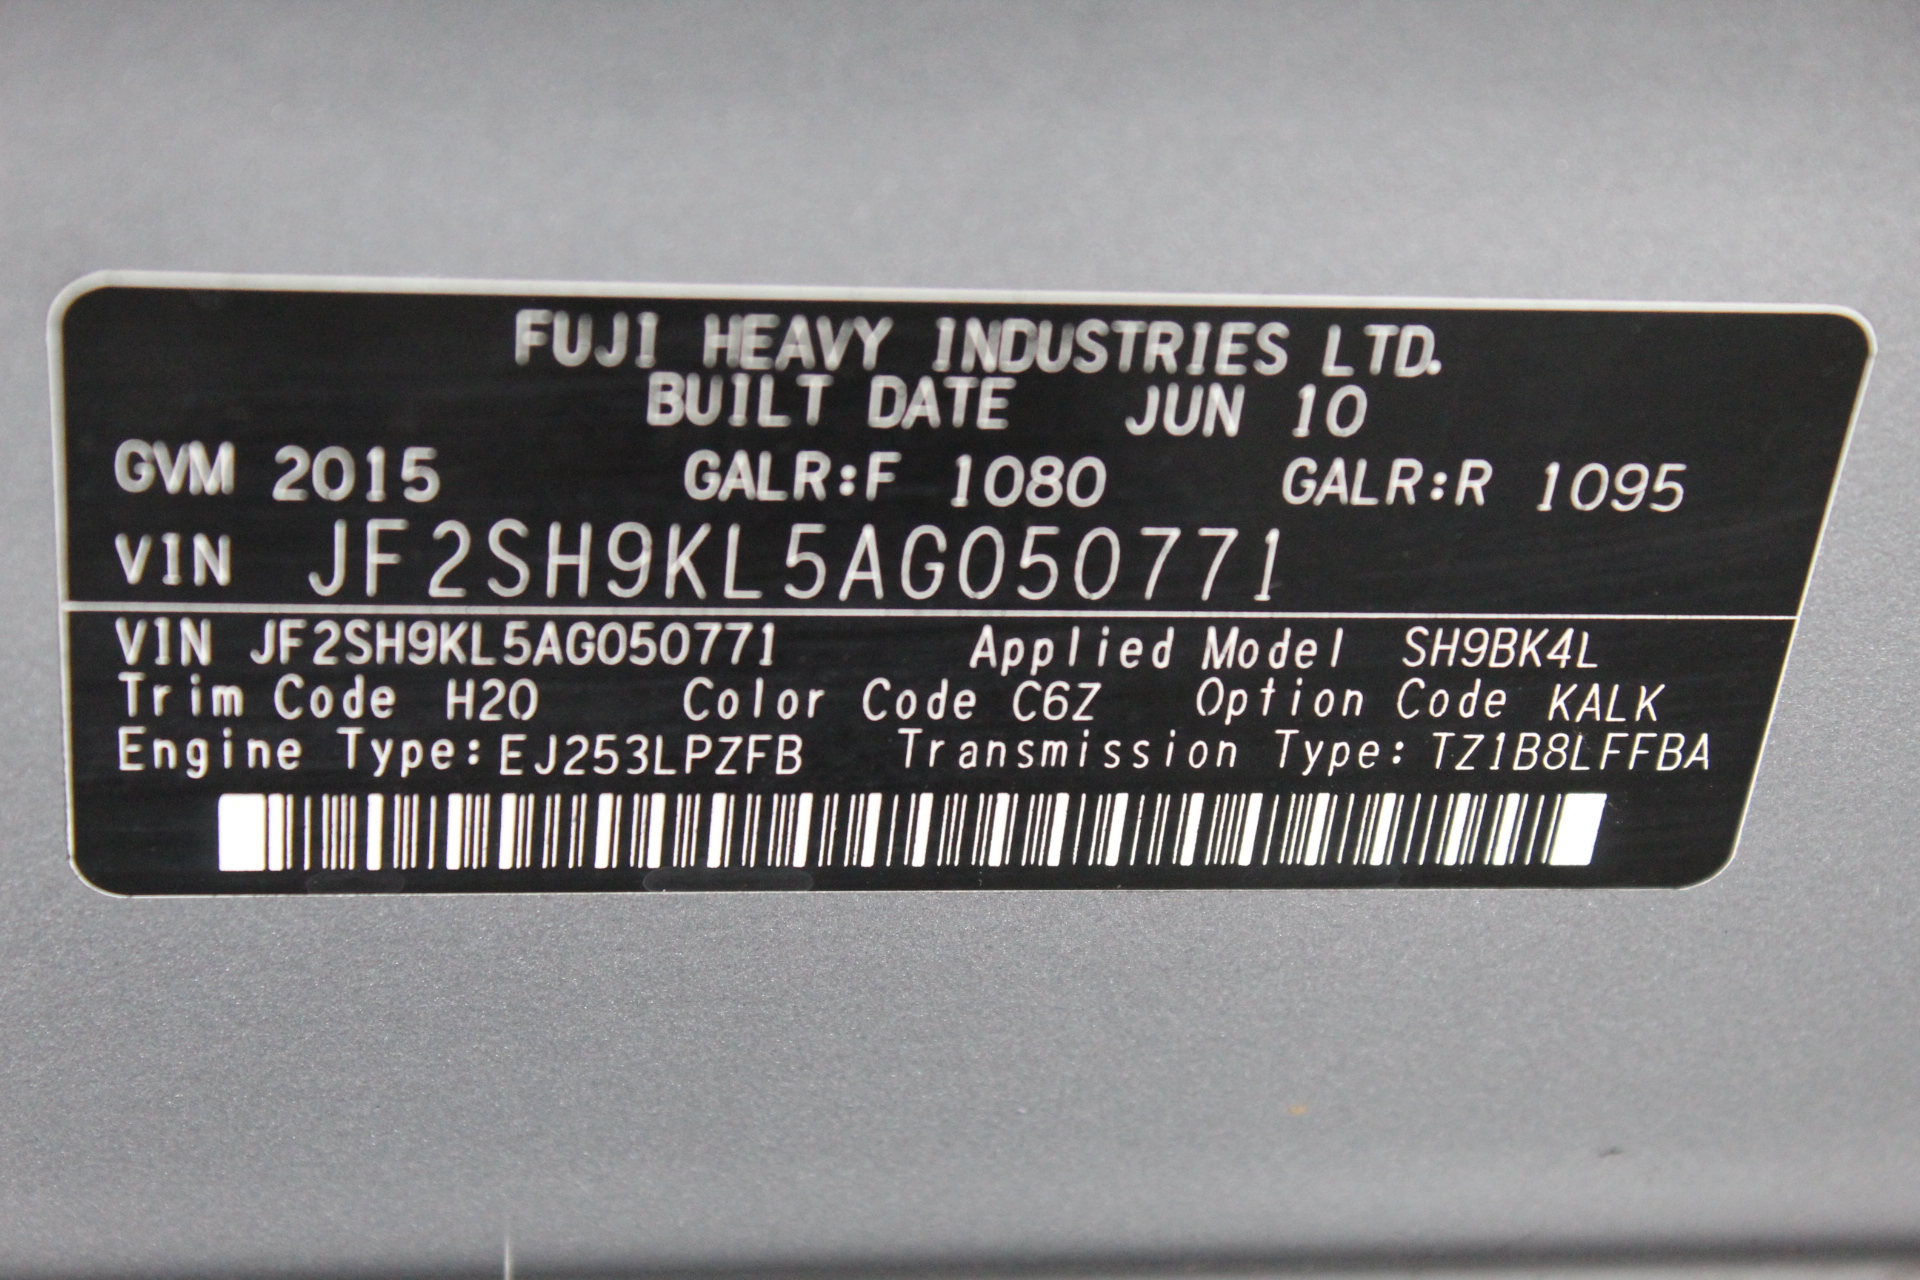 FUJI HEAVY INDUSTRIES LTD.
BUILT DATE JUN 10
GVM 2015 GALR:F 1080 GALR:R 1095
VIN JF2SH9KL5AG050771
VIN JF2SH9KL5AG050771 Applied Model SH9BK4L
Trim Code H20 Color Code C6Z Option Code KALK
Engine Type:EJ253LPZFB Transmission Type:TZ1B8LFFBA